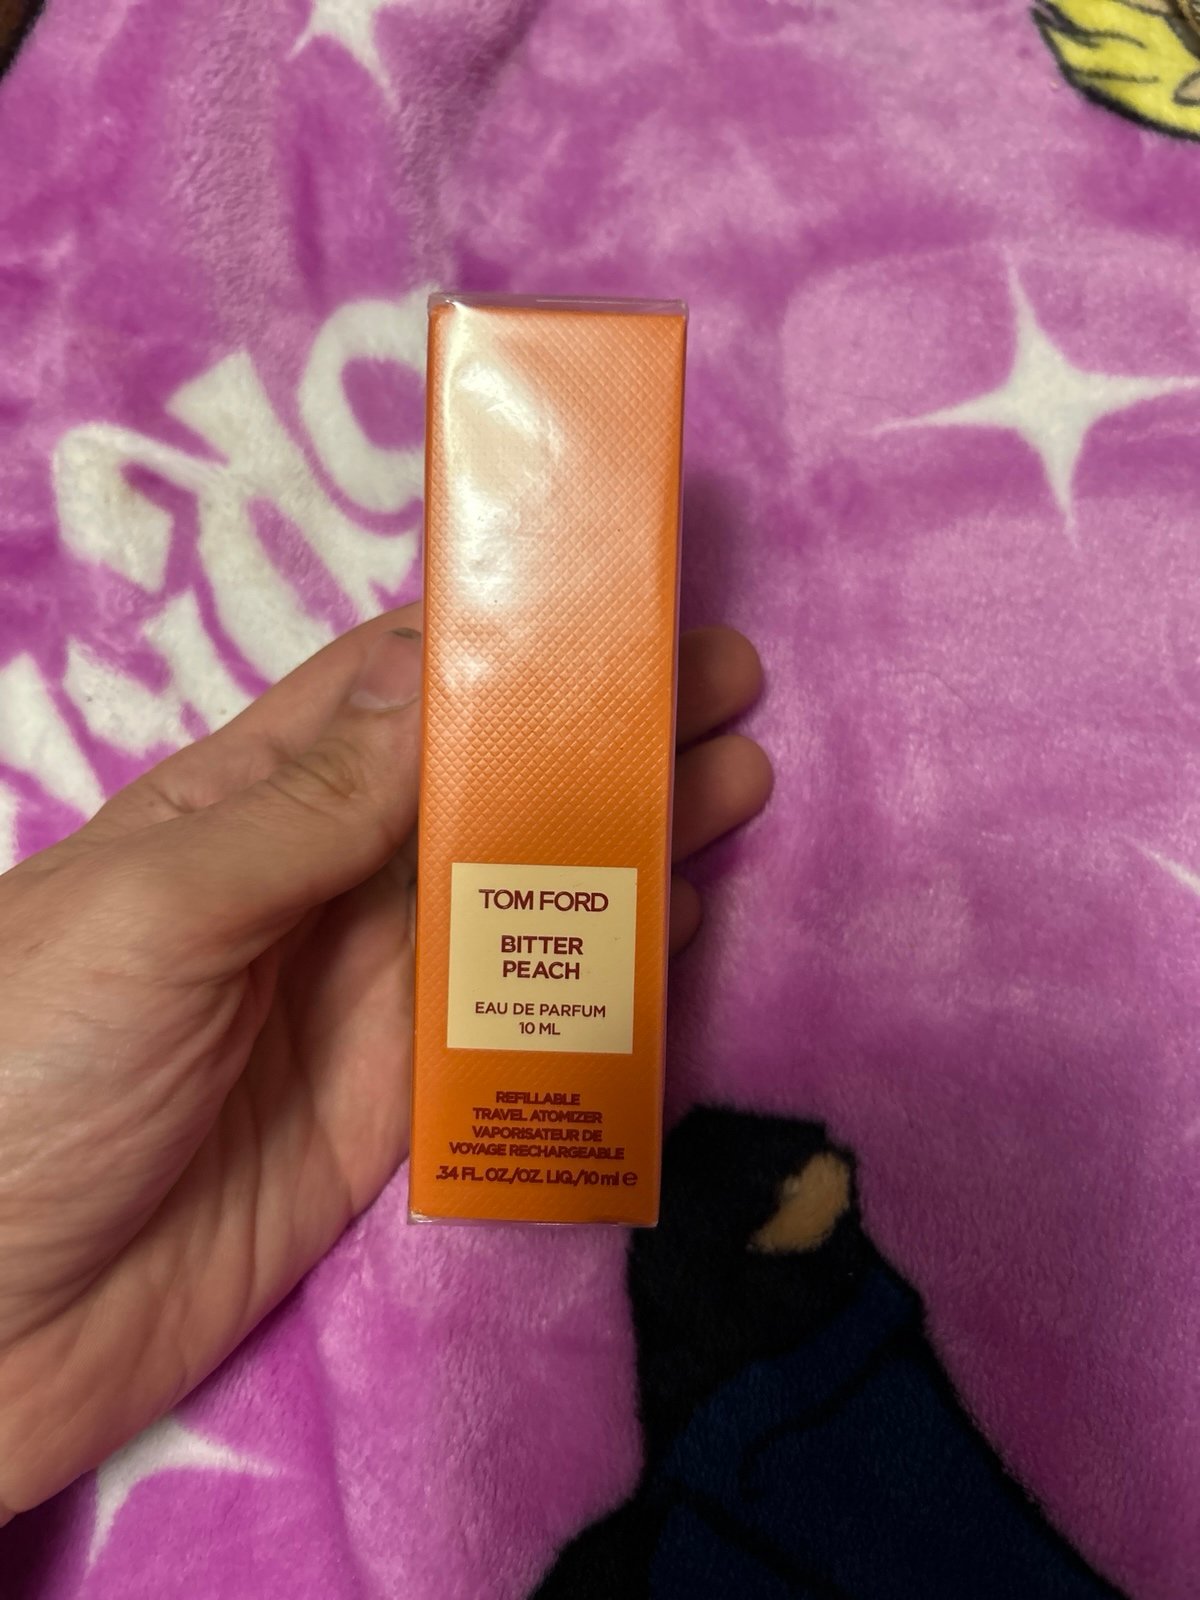 TOM FORD
BITTER
PEACH
EAU DE PARFUM
10 ML
REFILLABLE
TRAVEL ATOMIZER
VAPORISATEUR DE
VOYAGE RECHARGEABLE
.34 FL. OZ./OZ. LIQ./10 ml e